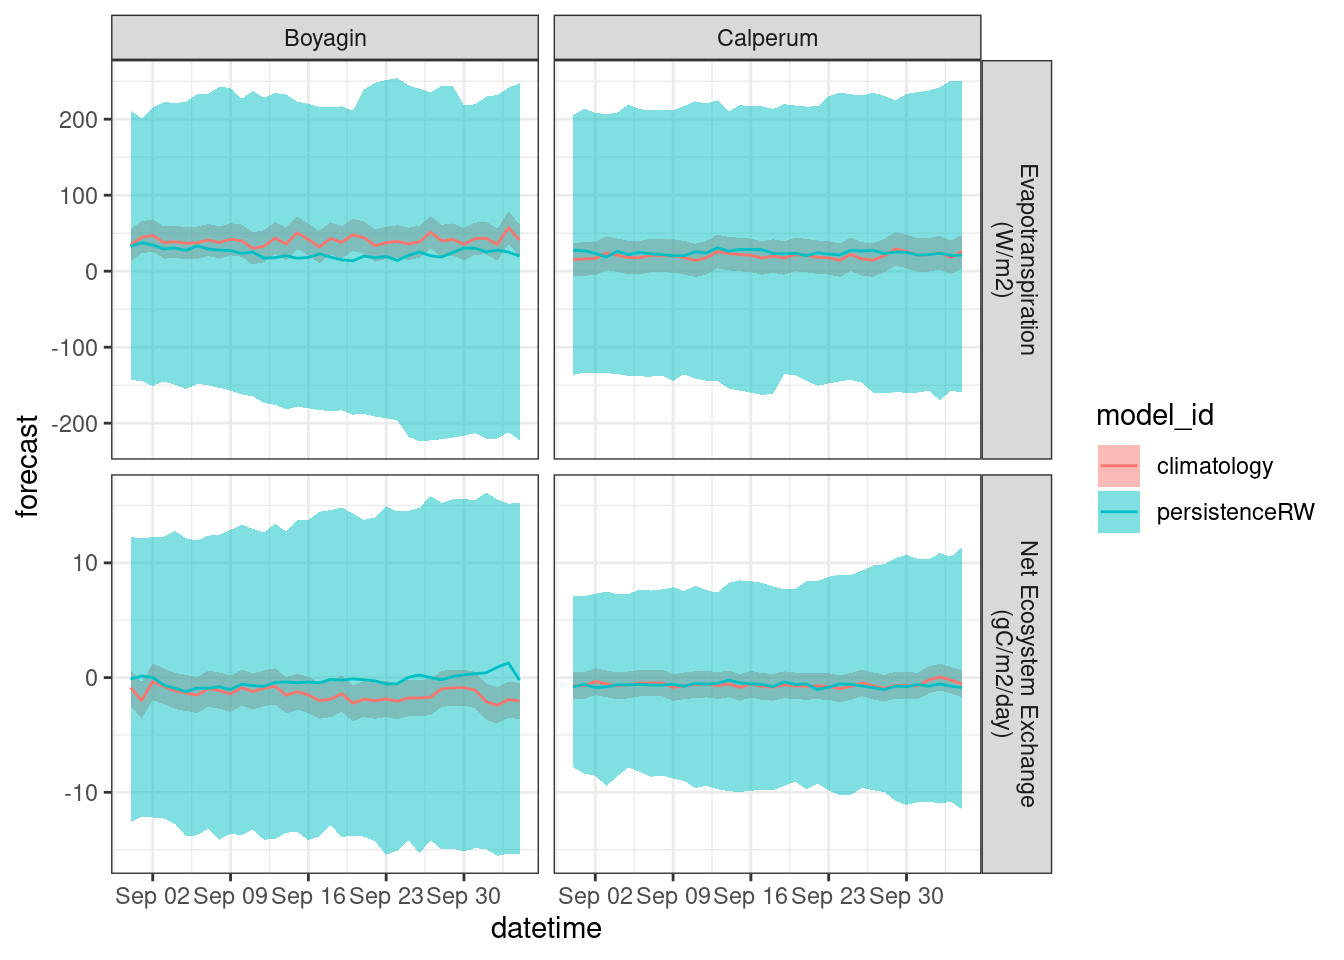 Boyagin
Calperum
200
100
0
-100
-200
Evapotranspiration
(W/m2)
10
0
-10
Net Ecosystem Exchange
(gC/m2/day)
forecast
Sep 02 Sep 09 Sep 16 Sep 23 Sep 30
Sep 02 Sep 09 Sep 16 Sep 23 Sep 30
datetime
model_id
climatology
persistenceRW